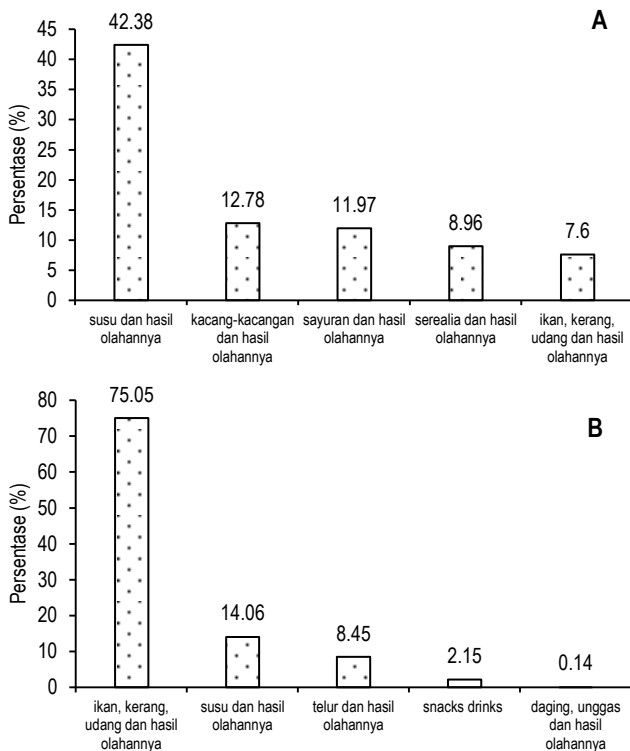 A
Persentase (%)
45
40
35
30
25
20
15
10
5
0
42.38
12.78
11.97
8.96
7.6
susu dan hasil
olahannya
kacang-kacangan
dan hasil
olahannya
sayuran dan hasil
olahannya
serealia dan hasil
olahannya
ikan, kerang,
udang dan hasil
olahannya
B
Persentase (%)
80
70
60
50
40
30
20
10
0
75.05
14.06
8.45
2.15
0.14
ikan, kerang,
udang dan hasil
olahannya
susu dan hasil
olahannya
telur dan hasil
olahannya
snacks drinks
daging, unggas
dan hasil
olahannya